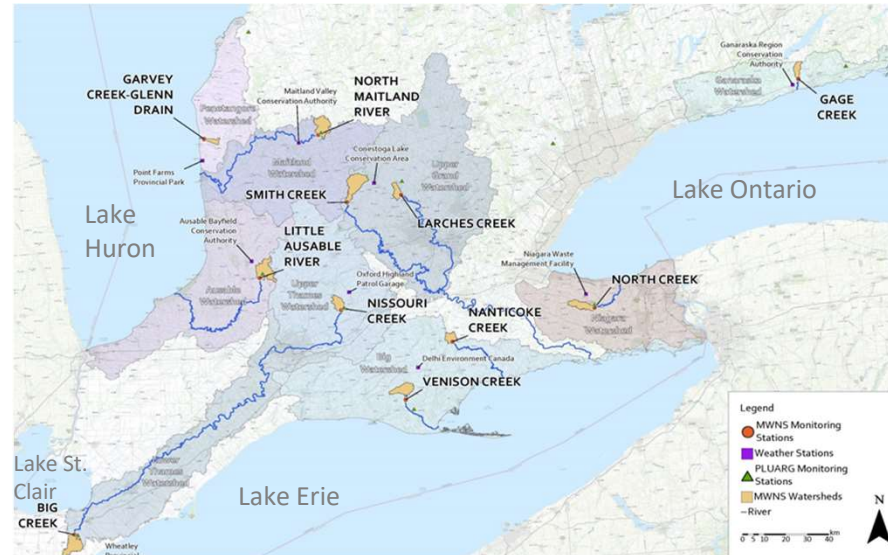 Ganaraska Region
Conservation
Authority
Ganaraska
Watershed
GAGE
CREEK
GARVEY
CREEK-GLENN
DRAIN
Penetangore
Watershed
Maitland Valley
Conservation Authority
NORTH
MAITLAND
RIVER
Point Farms
Provincial Park
Maitland
Watershed
Conestoga Lake
Conservation Area
Upper
Grand
Watershed
SMITH CREEK
LARCHES CREEK
Lake
Huron
Lake Ontario
Ausable Bayfield
Conservation
Authority
LITTLE
AUSABLE
RIVER
Ausable
Watershed
Upper
Thames
Watershed
Oxford Highland
Patrol Garage
NISSOURI
CREEK
NANTICOKE
CREEK
Niagara Waste
Management Facility
NORTH CREEK
Niagara
Watershed
Big
Watershed
Delhi Environment Canada
VENISON CREEK
Lower
Thames
Watershed
Lake St.
Clair
BIG
CREEK
Wheatley
Provincial
Lake Erie
Legend
MWNS Monitoring
Stations
Weather Stations
PLUARG Monitoring
Stations
MWNS Watersheds
River
0 5 10 20 30 40 km
N